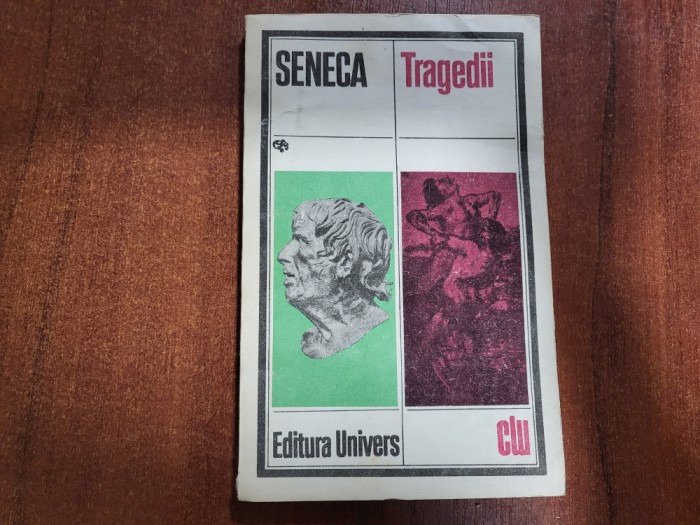 SENECA
Tragedii
Editura Univers
clu